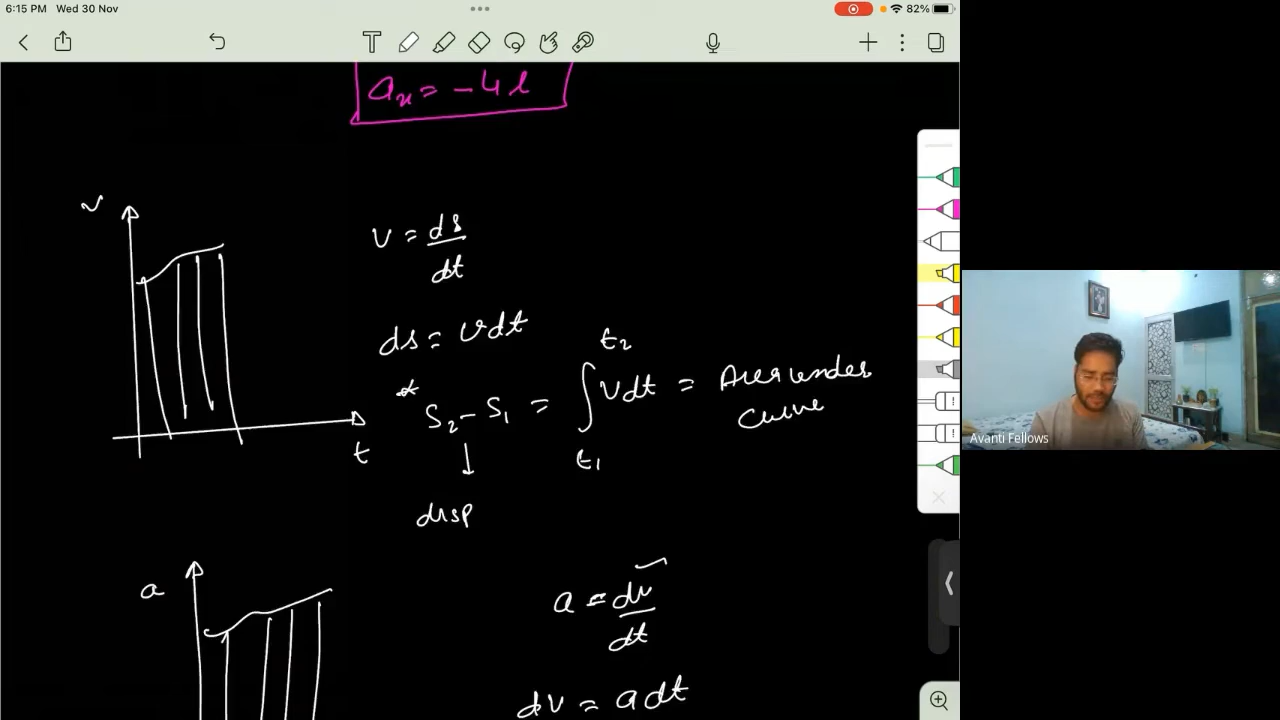 6:15 PM Wed 30 Nov
82%
T
aₓ = -4l
v
t
v = ds/dt
ds = vdt
* S₂ - S₁ = ∫ t₁ t₂ vdt = Area under
curve
disp
a
a = dv/dt
dv = adt
Avanti Fellows